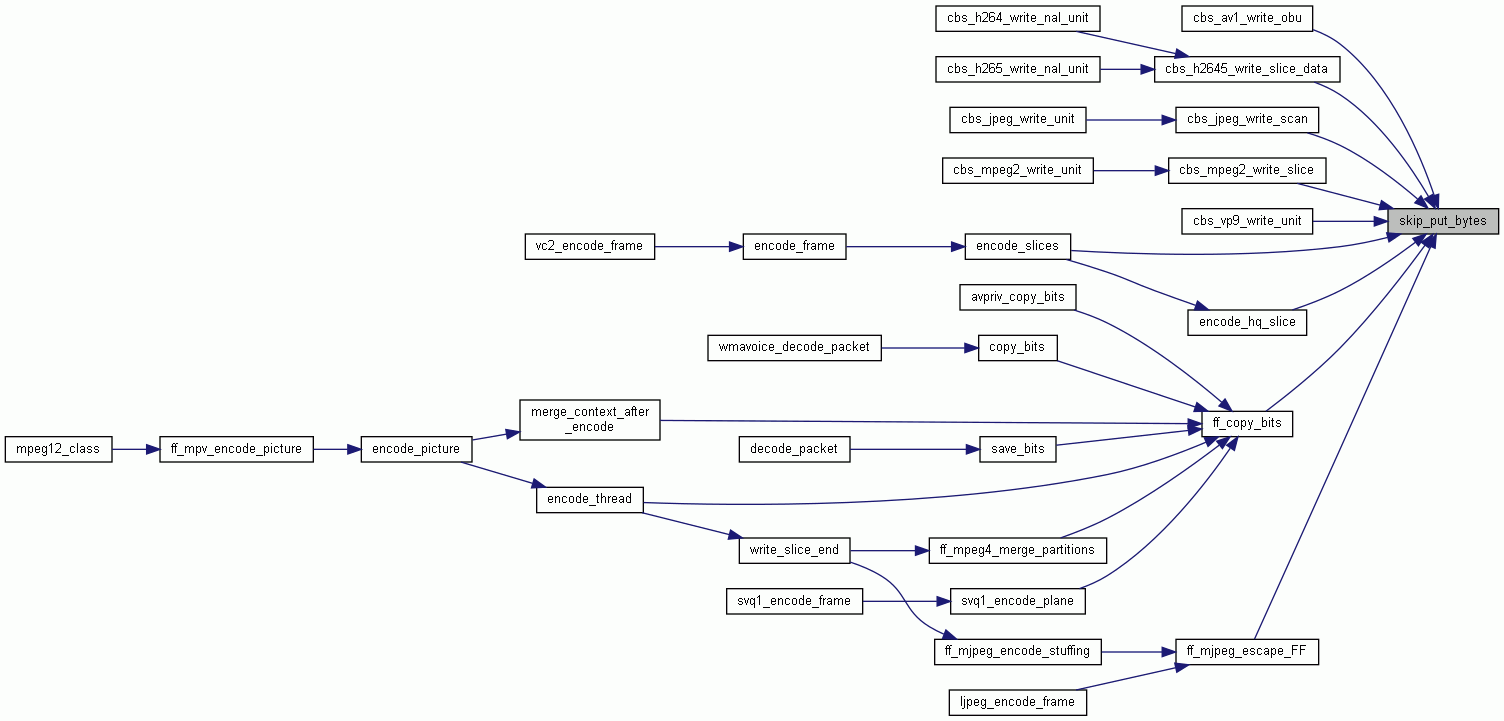 cbs_h264_write_nal_unit
cbs_av1_write_obu
cbs_h265_write_nal_unit
cbs_h2645_write_slice_data
cbs_jpeg_write_unit
cbs_jpeg_write_scan
cbs_mpeg2_write_unit
cbs_mpeg2_write_slice
cbs_vp9_write_unit
skip_put_bytes
vc2_encode_frame
encode_frame
encode_slices
avpriv_copy_bits
encode_hq_slice
wmavoice_decode_packet
copy_bits
merge_context_after
_encode
ff_copy_bits
mpeg12_class
ff_mpv_encode_picture
encode_picture
decode_packet
save_bits
encode_thread
write_slice_end
ff_mpeg4_merge_partitions
svq1_encode_frame
svq1_encode_plane
ff_mjpeg_encode_stuffing
ff_mjpeg_escape_FF
ljpeg_encode_frame